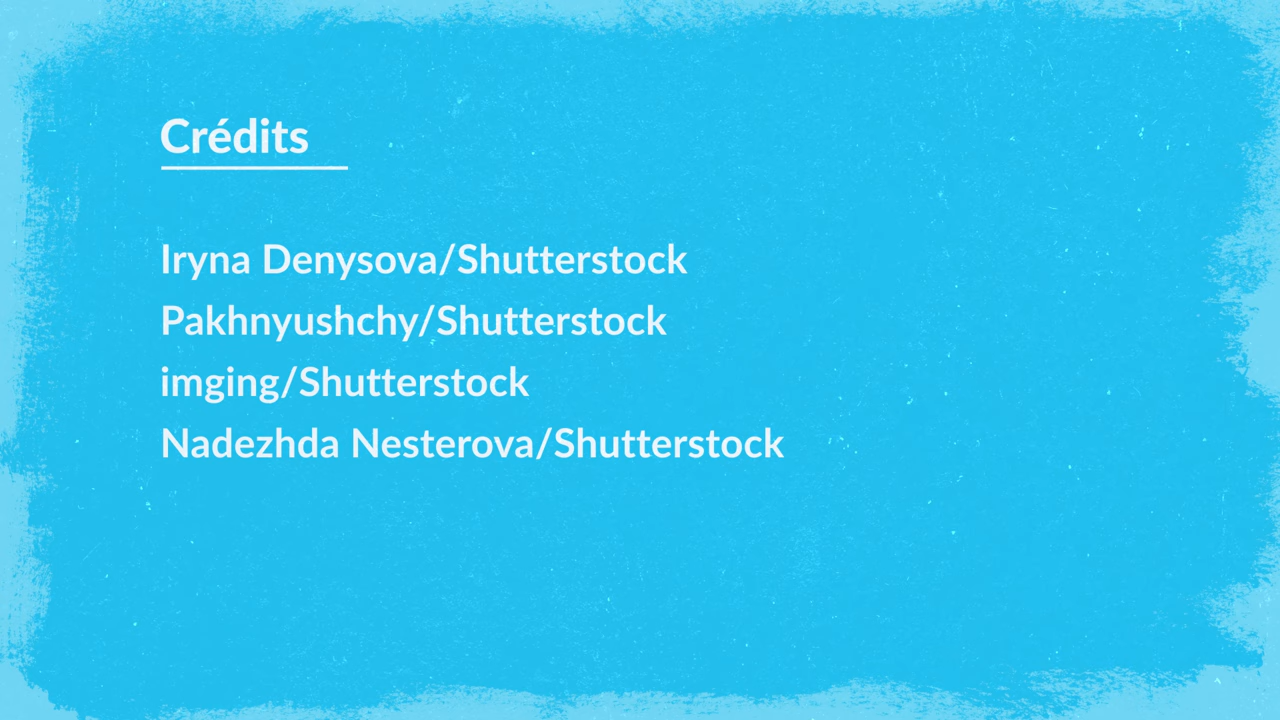 Crédits
Iryna Denysova/Shutterstock
Pakhnyushchy/Shutterstock
imging/Shutterstock
Nadezhda Nesterova/Shutterstock